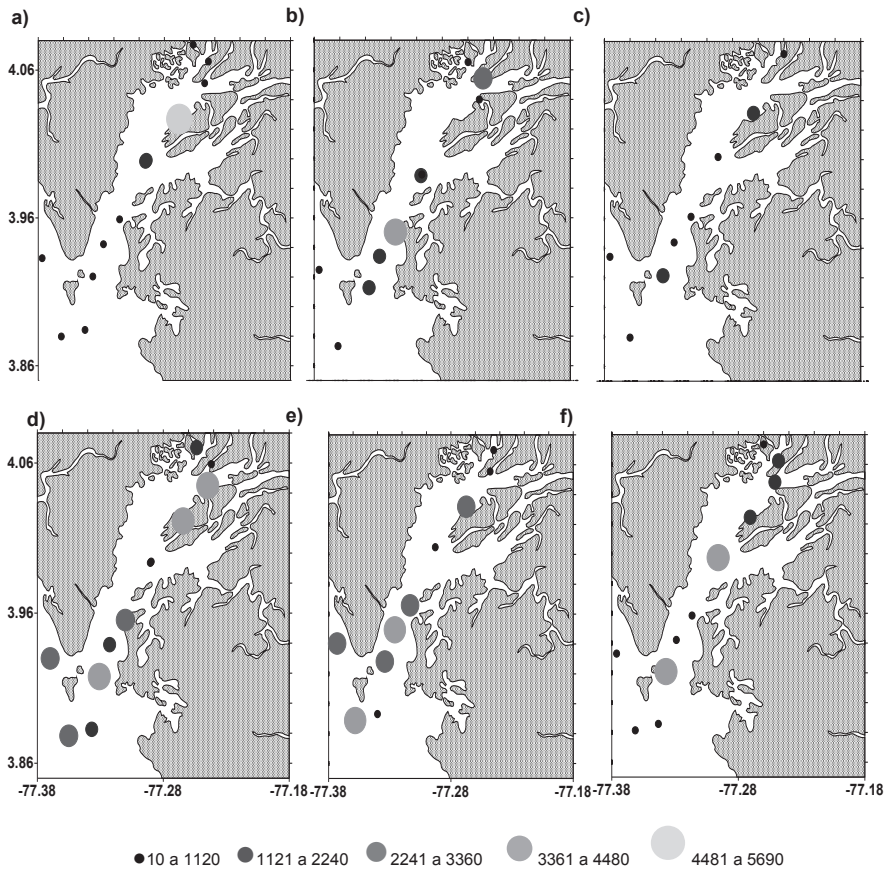 a)
b)
c)
4.06
3.96
3.86
d)
e)
f)
4.06
3.96
3.86
-77.38
-77.28
-77.18
-77.38
-77.28
-77.18
-77.38
-77.28
-77.18
10 a 1120
1121 a 2240
2241 a 3360
3361 a 4480
4481 a 5690